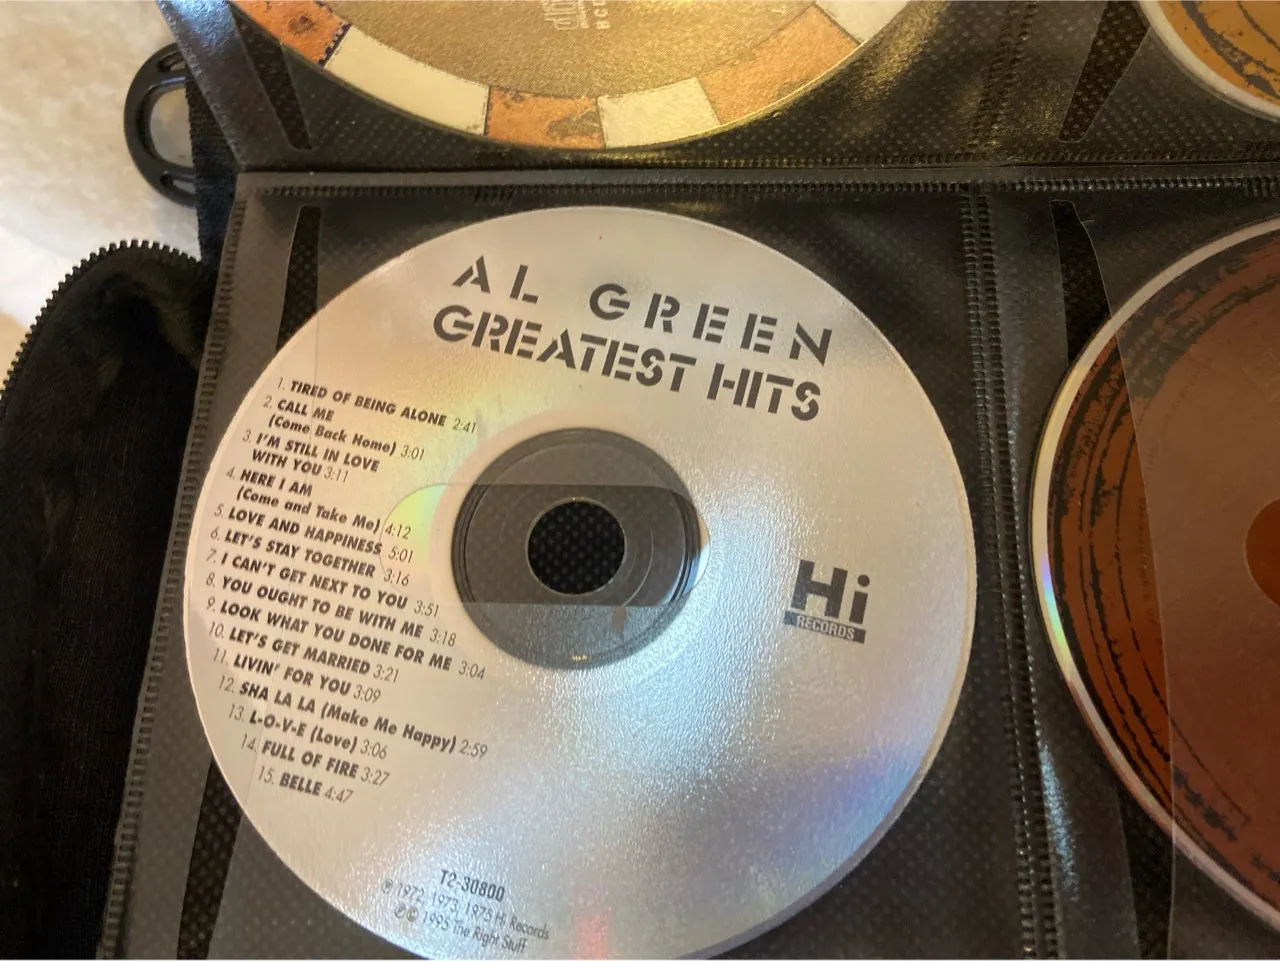 AL GREEN
GREATEST HITS
1. TIRED OF BEING ALONE 2:41
2. CALL ME
(Come Back Home) 3:01
3. I'M STILL IN LOVE
WITH YOU 3:11
4. HERE I AM
(Come and Take Me) 4:12
5. LOVE AND HAPPINESS 5:01
6. LET'S STAY TOGETHER 3:16
7. I CAN'T GET NEXT TO YOU 3:51
8. YOU OUGHT TO BE WITH ME 3:18
9. LOOK WHAT YOU DONE FOR ME 3:04
10. LET'S GET MARRIED 3:21
11. LIVIN' FOR YOU 3:09
12. SHA LA LA (Make Me Happy) 2:59
13. L-O-V-E (Love) 3:06
14. FULL OF FIRE 3:27
15. BELLE 4:47
Hi
RECORDS
T2-30800
℗ 1972, 1973, 1975 Hi Records
℗© 1995 The Right Stuff